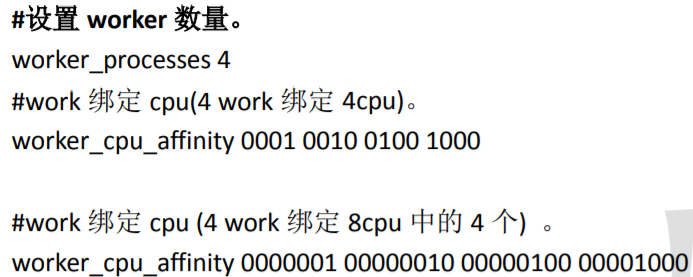 #设置 worker 数量。
worker_processes 4
#work 绑定 cpu(4 work 绑定 4cpu)。
worker_cpu_affinity 0001 0010 0100 1000
#work 绑定 cpu (4 work 绑定 8cpu 中的 4 个) 。
worker_cpu_affinity 0000001 00000010 00000100 00001000